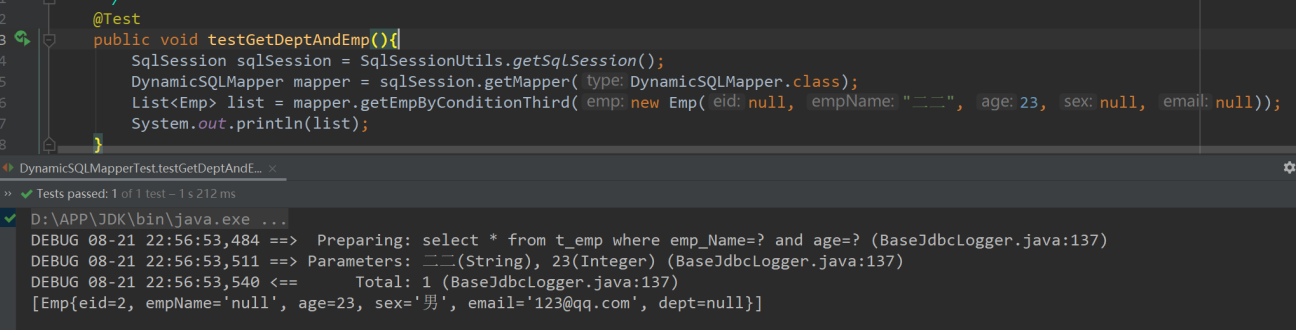 2 @Test
3 public void testGetDeptAndEmp(){
4 SqlSession sqlSession = SqlSessionUtils.getSqlSession();
5 DynamicSQLMapper mapper = sqlSession.getMapper( type: DynamicSQLMapper.class);
6 List<Emp> list = mapper.getEmpByConditionThird( emp: new Emp( eid: null, empName: "二二", age: 23, sex: null, email: null));
7 System.out.println(list);
8 }
DynamicSQLMapperTest.testGetDeptAndE... ×
» Tests passed: 1 of 1 test – 1 s 212 ms
D:\APP\JDK\bin\java.exe ...
DEBUG 08-21 22:56:53,484 ==>  Preparing: select * from t_emp where emp_Name=? and age=? (BaseJdbcLogger.java:137)
DEBUG 08-21 22:56:53,511 ==> Parameters: 二二(String), 23(Integer) (BaseJdbcLogger.java:137)
DEBUG 08-21 22:56:53,540 <==      Total: 1 (BaseJdbcLogger.java:137)
[Emp{eid=2, empName='null', age=23, sex='男', email='123@qq.com', dept=null}]